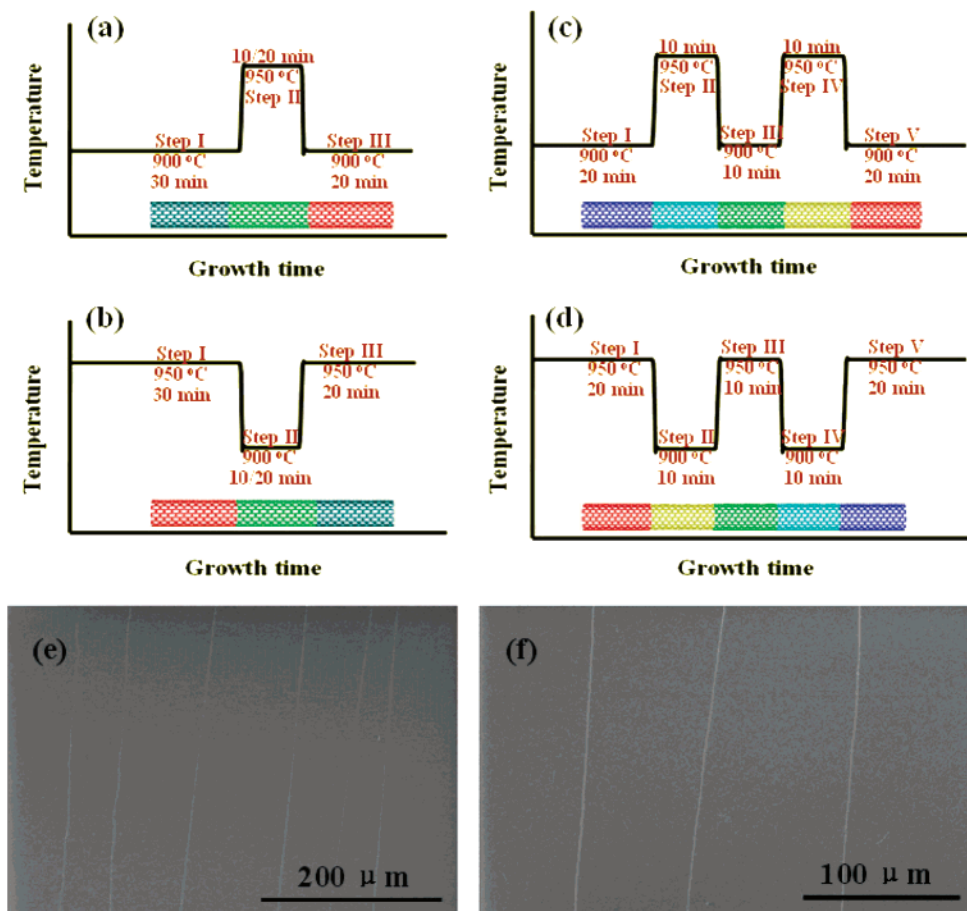 (a)
Temperature
10/20 min
950 °C
Step II
Step I
900 °C
30 min
Step III
900 °C
20 min
Growth time
(c)
Temperature
10 min
950 °C
Step II
10 min
950 °C
Step IV
Step I
900 °C
20 min
Step III
900 °C
10 min
Step V
900 °C
20 min
Growth time
(b)
Temperature
Step I
950 °C
30 min
Step III
950 °C
20 min
Step II
900 °C
10/20 min
Growth time
(d)
Temperature
Step I
950 °C
20 min
Step III
950 °C
10 min
Step V
950 °C
20 min
Step II
900 °C
10 min
Step IV
900 °C
10 min
Growth time
(e)
200 μm
(f)
100 μm